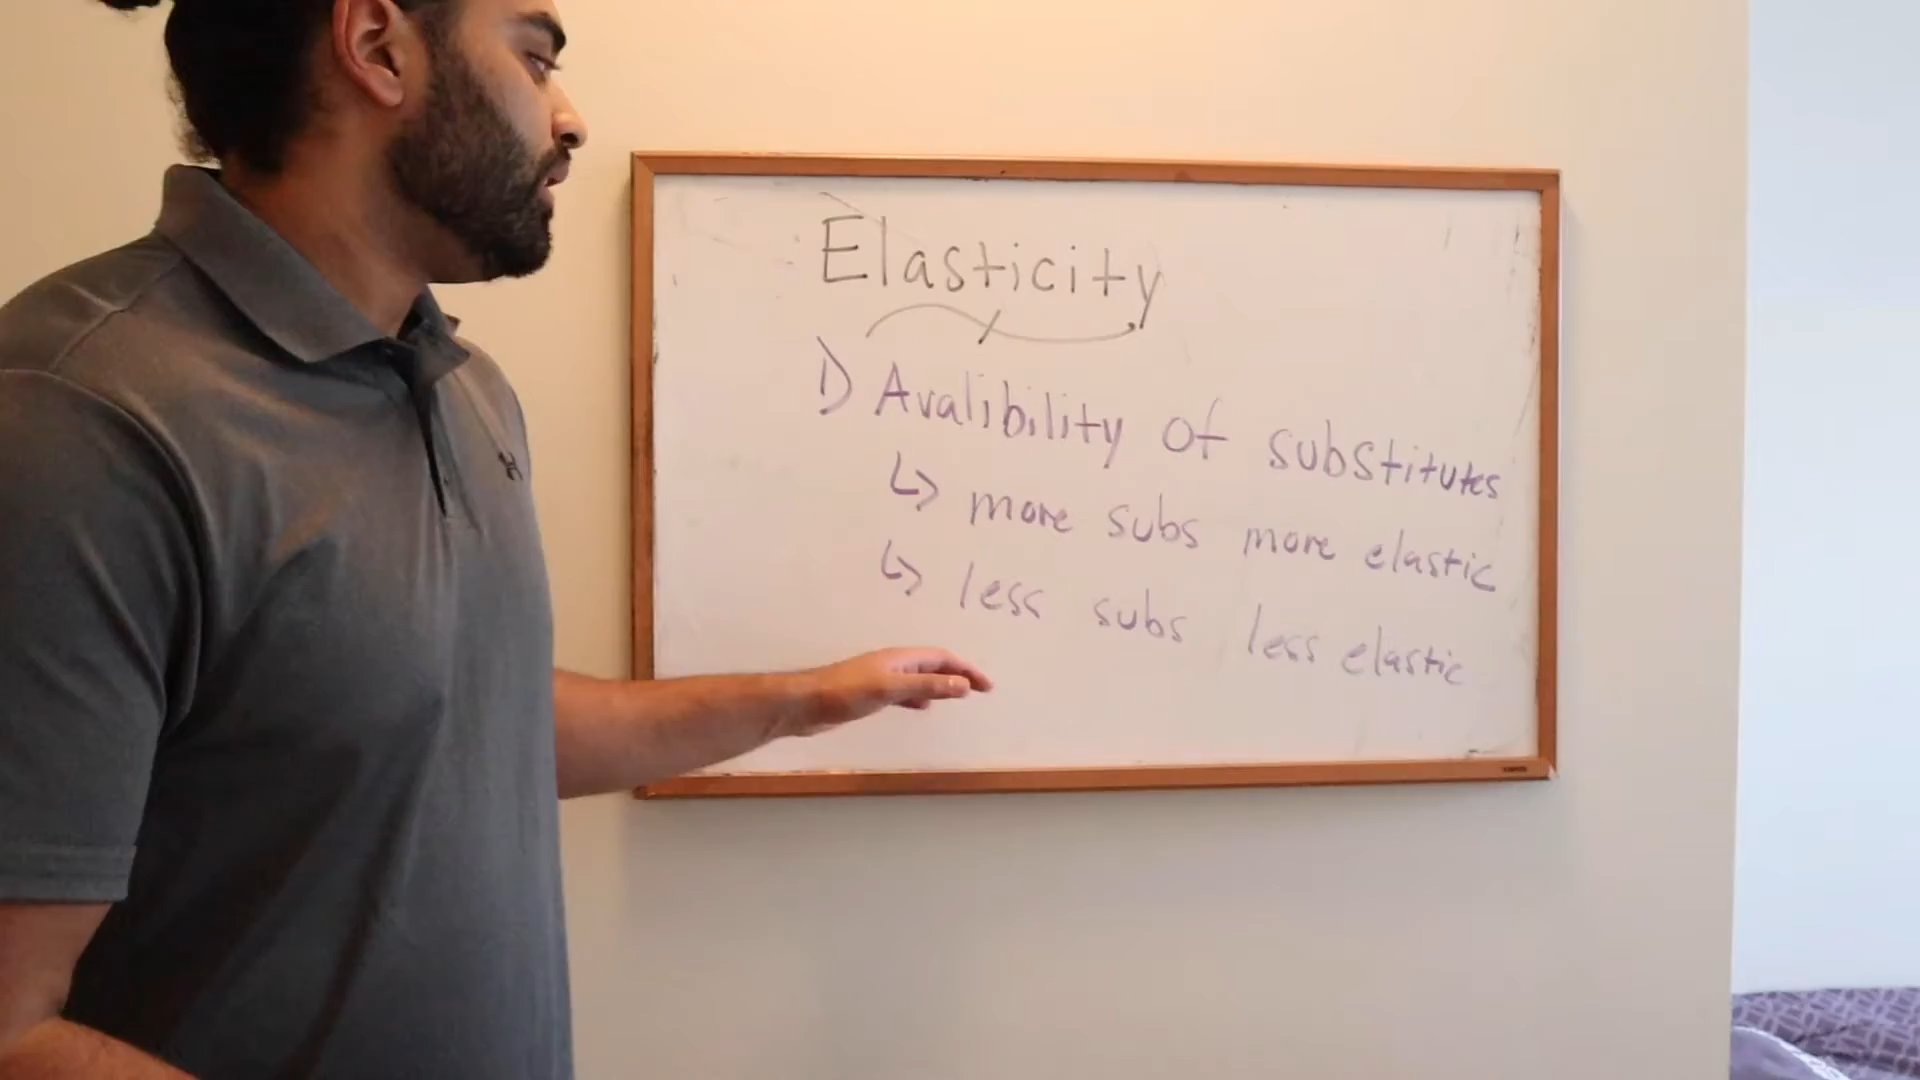 Elasticity
1) Avalibility of substitutes
↳ more subs more elastic
↳ less subs less elastic